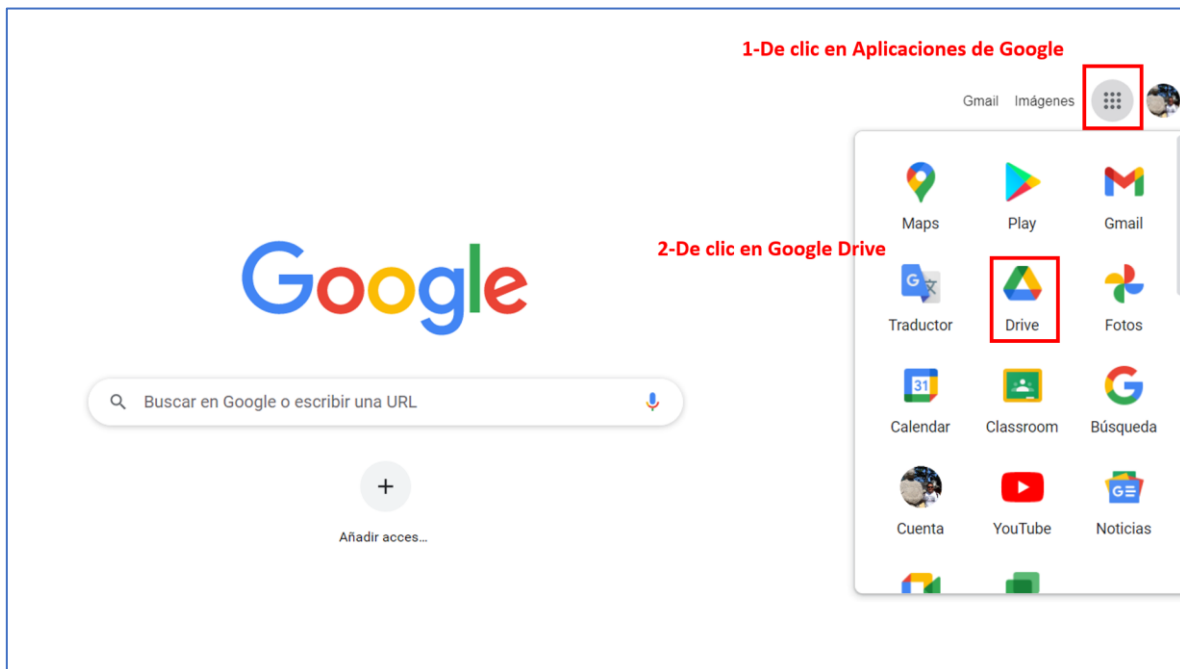 1-De clic en Aplicaciones de Google
Gmail Imágenes
Maps Play Gmail
2-De clic en Google Drive
Google
Traductor Drive Fotos
31
Buscar en Google o escribir una URL
Calendar Classroom Búsqueda
Cuenta YouTube Noticias
Añadir acces...